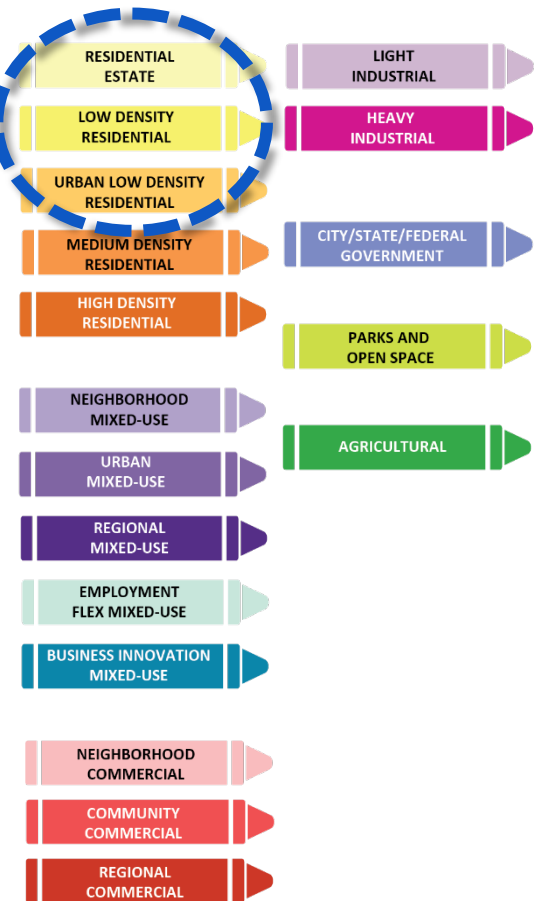 RESIDENTIAL
ESTATE
LOW DENSITY
RESIDENTIAL
URBAN LOW DENSITY
RESIDENTIAL
MEDIUM DENSITY
RESIDENTIAL
HIGH DENSITY
RESIDENTIAL
NEIGHBORHOOD
MIXED-USE
URBAN
MIXED-USE
REGIONAL
MIXED-USE
EMPLOYMENT
FLEX MIXED-USE
BUSINESS INNOVATION
MIXED-USE
NEIGHBORHOOD
COMMERCIAL
COMMUNITY
COMMERCIAL
REGIONAL
COMMERCIAL
LIGHT
INDUSTRIAL
HEAVY
INDUSTRIAL
CITY/STATE/FEDERAL
GOVERNMENT
PARKS AND
OPEN SPACE
AGRICULTURAL